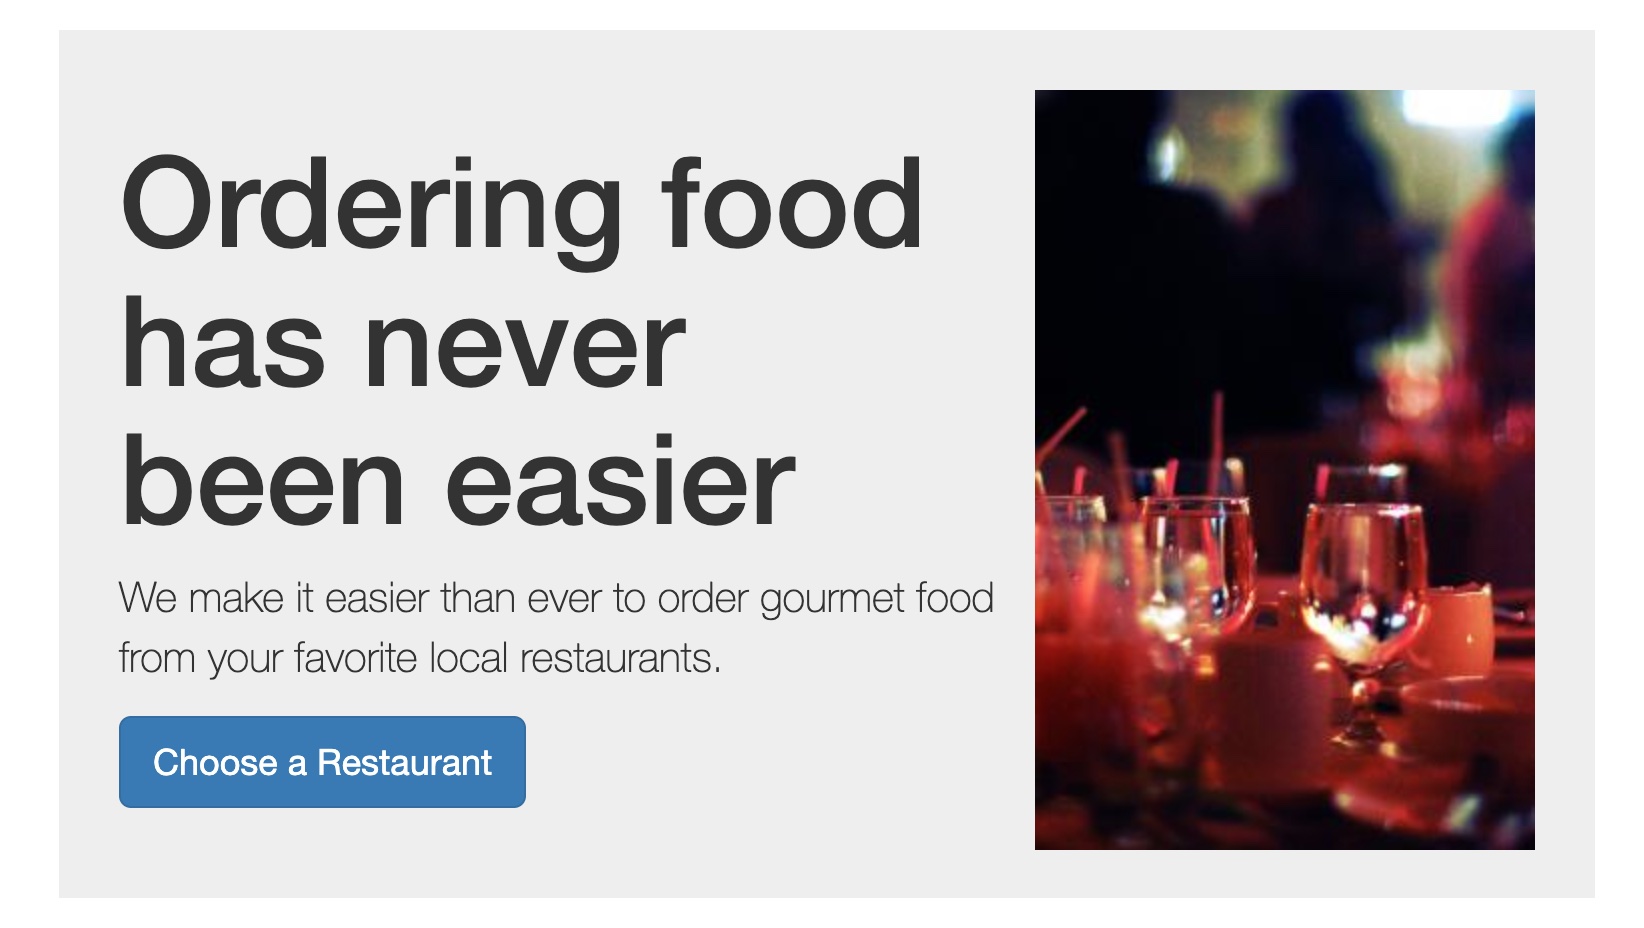 Ordering food
has never
been easier
We make it easier than ever to order gourmet food
from your favorite local restaurants.
Choose a Restaurant